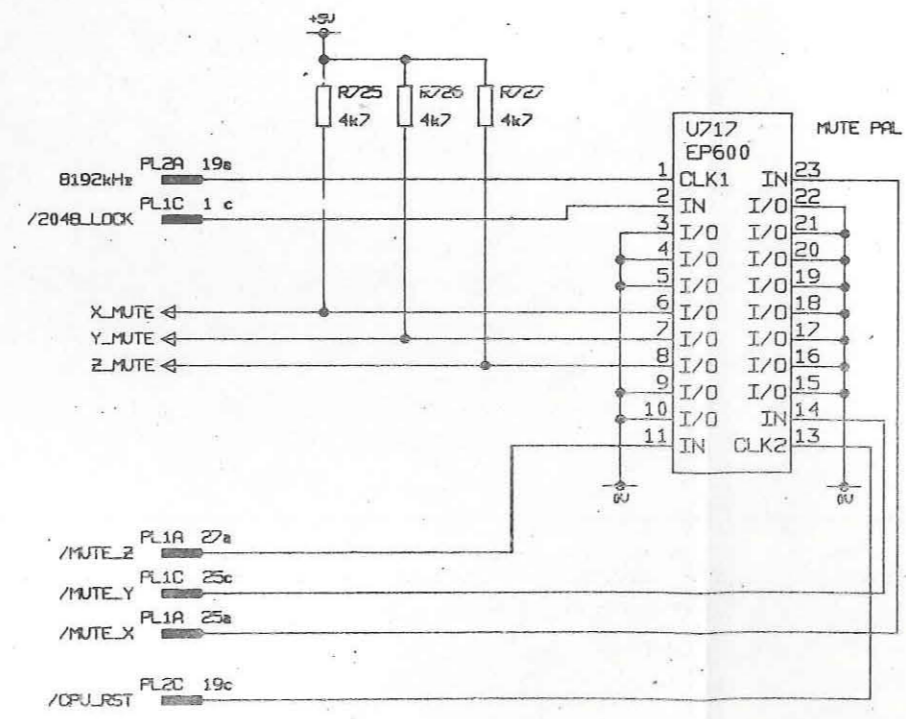 +5V
R725 R726 R727
4k7 4k7 4k7
U717 MUTE PAL
EP600
8192kHz PL2A 19a 1 CLK1 IN 23
/2048_LOCK PL1C 1 c 2 IN I/O 22
3 I/O I/O 21
4 I/O I/O 20
5 I/O I/O 19
X_MUTE 6 I/O I/O 18
Y_MUTE 7 I/O I/O 17
Z_MUTE 8 I/O I/O 16
9 I/O I/O 15
10 I/O IN 14
11 IN CLK2 13
0V 0V
/MUTE_Z PL1A 27a
/MUTE_Y PL1C 25c
/MUTE_X PL1A 25a
/CPU_RST PL2C 19c